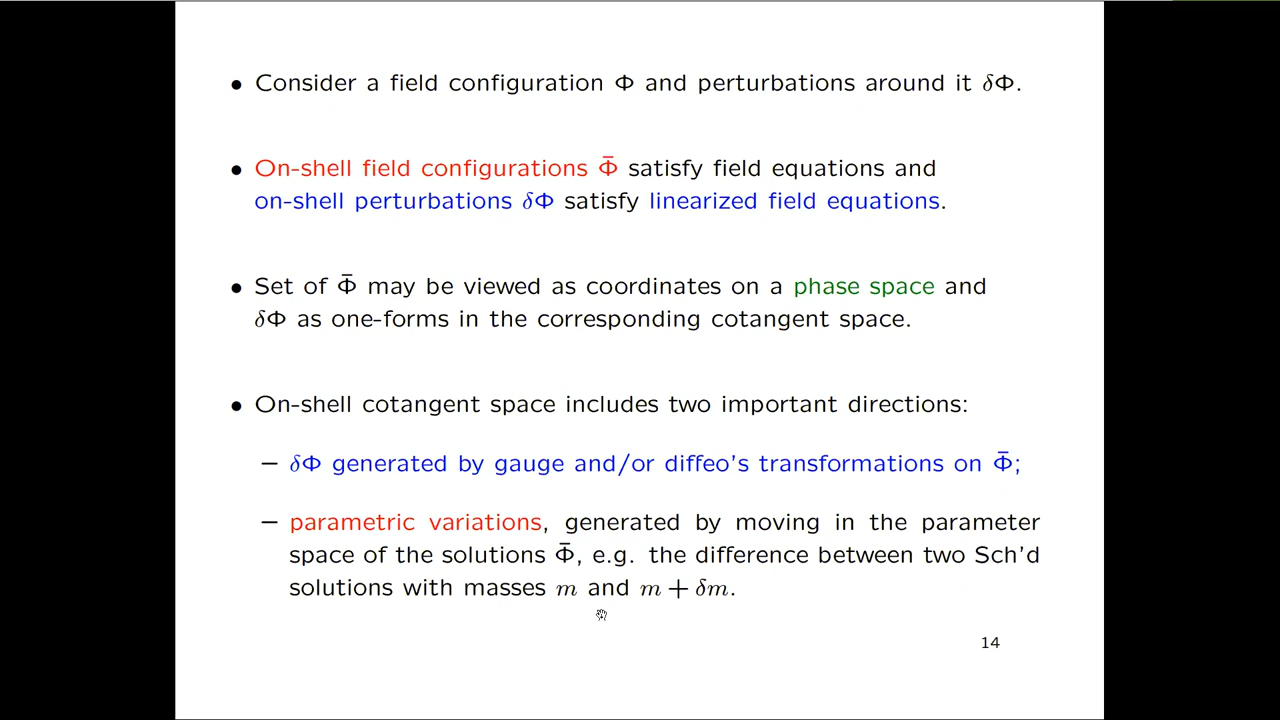 • Consider a field configuration Φ and perturbations around it δΦ.
• On-shell field configurations Φ̄ satisfy field equations and
on-shell perturbations δΦ satisfy linearized field equations.
• Set of Φ̄ may be viewed as coordinates on a phase space and
δΦ as one-forms in the corresponding cotangent space.
• On-shell cotangent space includes two important directions:
– δΦ generated by gauge and/or diffeo's transformations on Φ̄;
– parametric variations, generated by moving in the parameter
space of the solutions Φ̄, e.g. the difference between two Sch'd
solutions with masses m and m + δm.
14